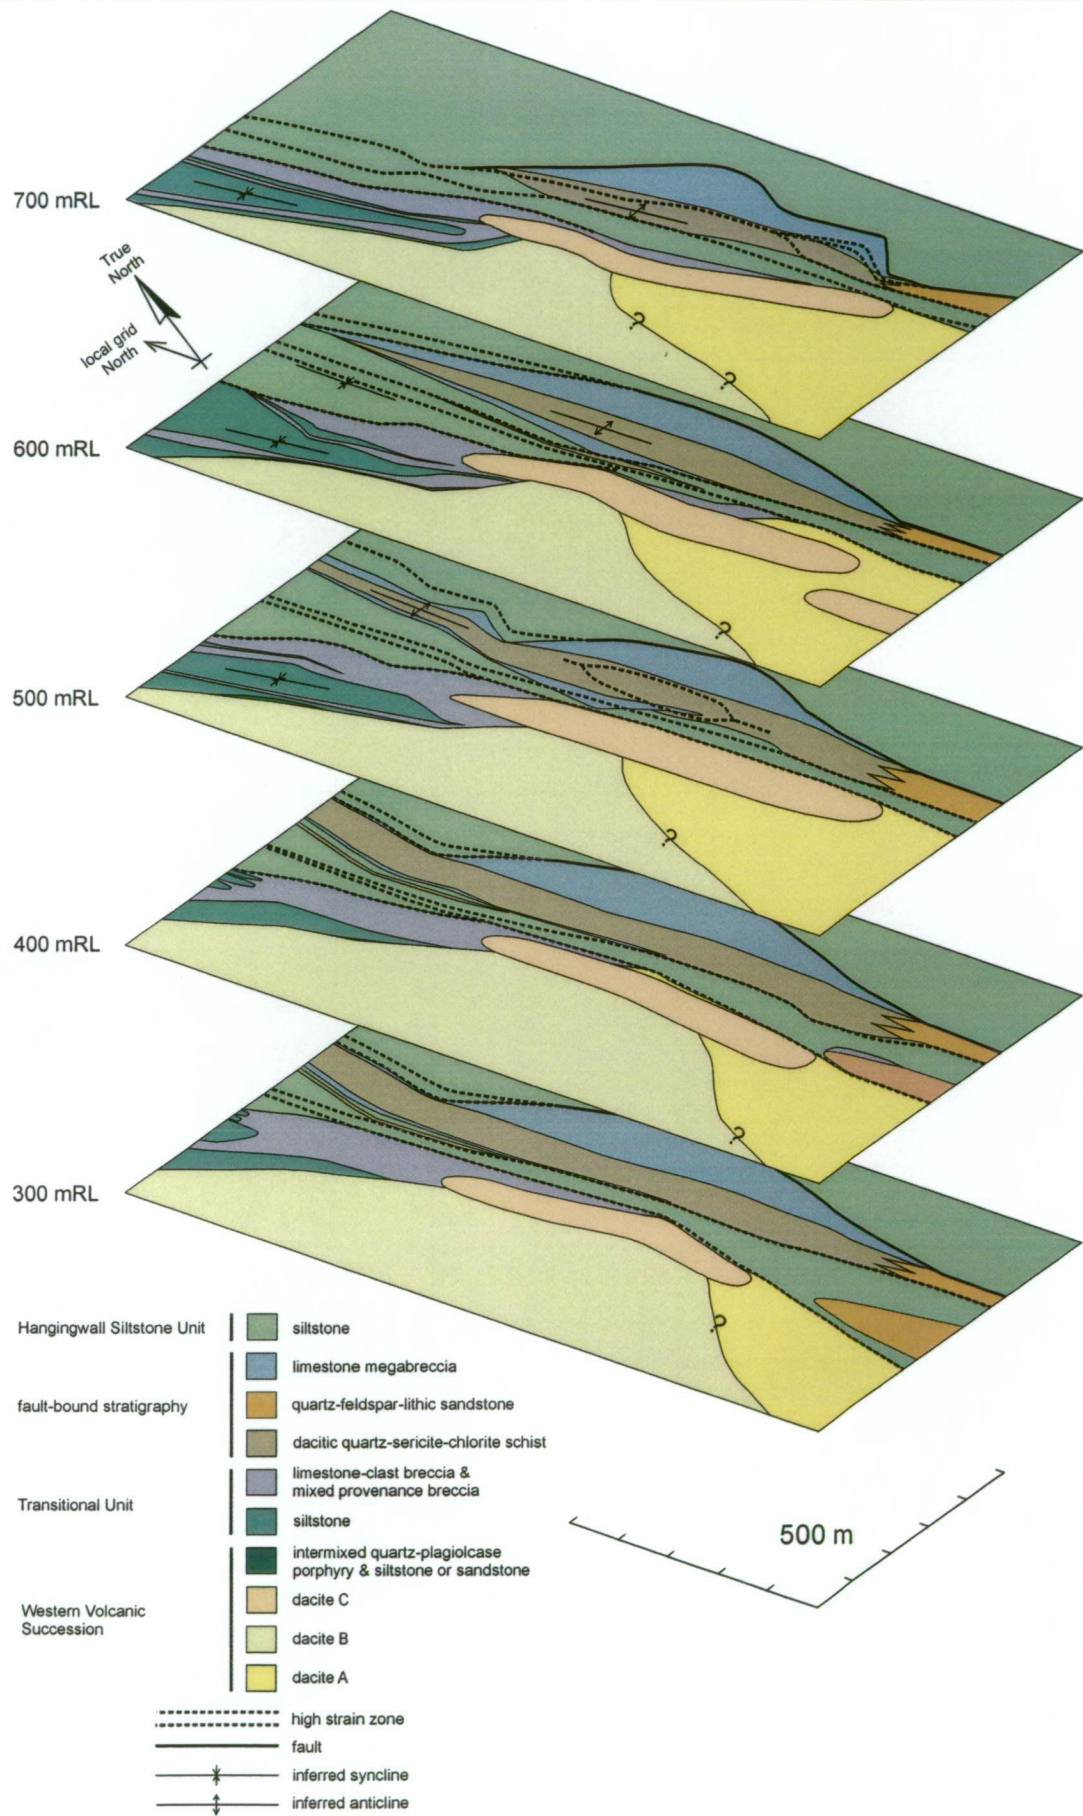 700 mRL
True
North
local grid
North
?
?
600 mRL
?
500 mRL
?
400 mRL
?
300 mRL
?
Hangingwall Siltstone Unit
siltstone
limestone megabreccia
fault-bound stratigraphy
quartz-feldspar-lithic sandstone
dacitic quartz-sericite-chlorite schist
limestone-clast breccia &
mixed provenance breccia
Transitional Unit
siltstone
intermixed quartz-plagiolcase
porphyry & siltstone or sandstone
dacite C
Western Volcanic
Succession
dacite B
dacite A
high strain zone
fault
inferred syncline
inferred anticline
500 m